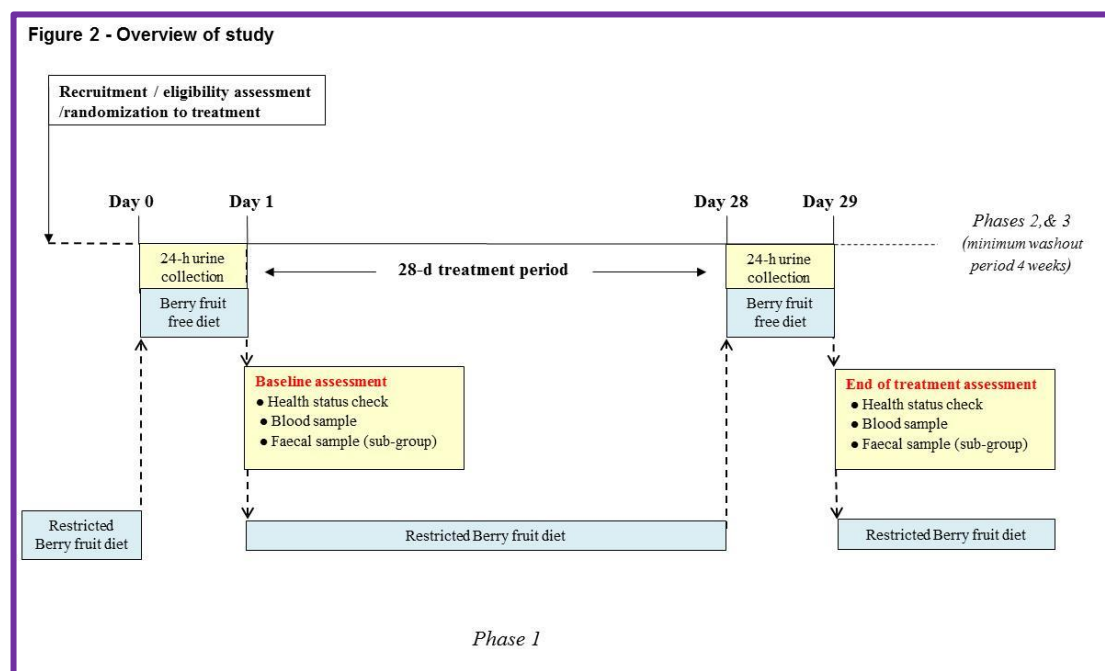 Figure 2 - Overview of study
Recruitment / eligibility assessment
/randomization to treatment
Day 0
Day 1
Day 28
Day 29
Phases 2,& 3
(minimum washout
period 4 weeks)
24-h urine
collection
28-d treatment period
24-h urine
collection
Berry fruit
free diet
Berry fruit
free diet
Baseline assessment
● Health status check
● Blood sample
● Faecal sample (sub-group)
End of treatment assessment
● Health status check
● Blood sample
● Faecal sample (sub-group)
Restricted
Berry fruit diet
Restricted Berry fruit diet
Restricted Berry fruit diet
Phase 1